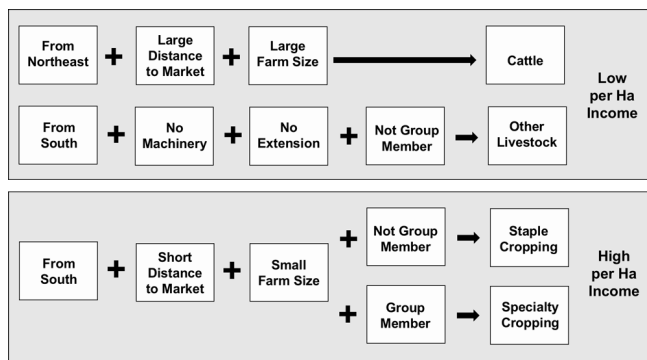 From
Northeast
+
Large
Distance
to Market
+
Large
Farm Size
Cattle
From
South
+
No
Machinery
+
No
Extension
+
Not Group
Member
Other
Livestock
Low
per Ha
Income
From
South
+
Short
Distance
to Market
+
Small
Farm Size
+
Not Group
Member
Staple
Cropping
+
Group
Member
Specialty
Cropping
High
per Ha
Income